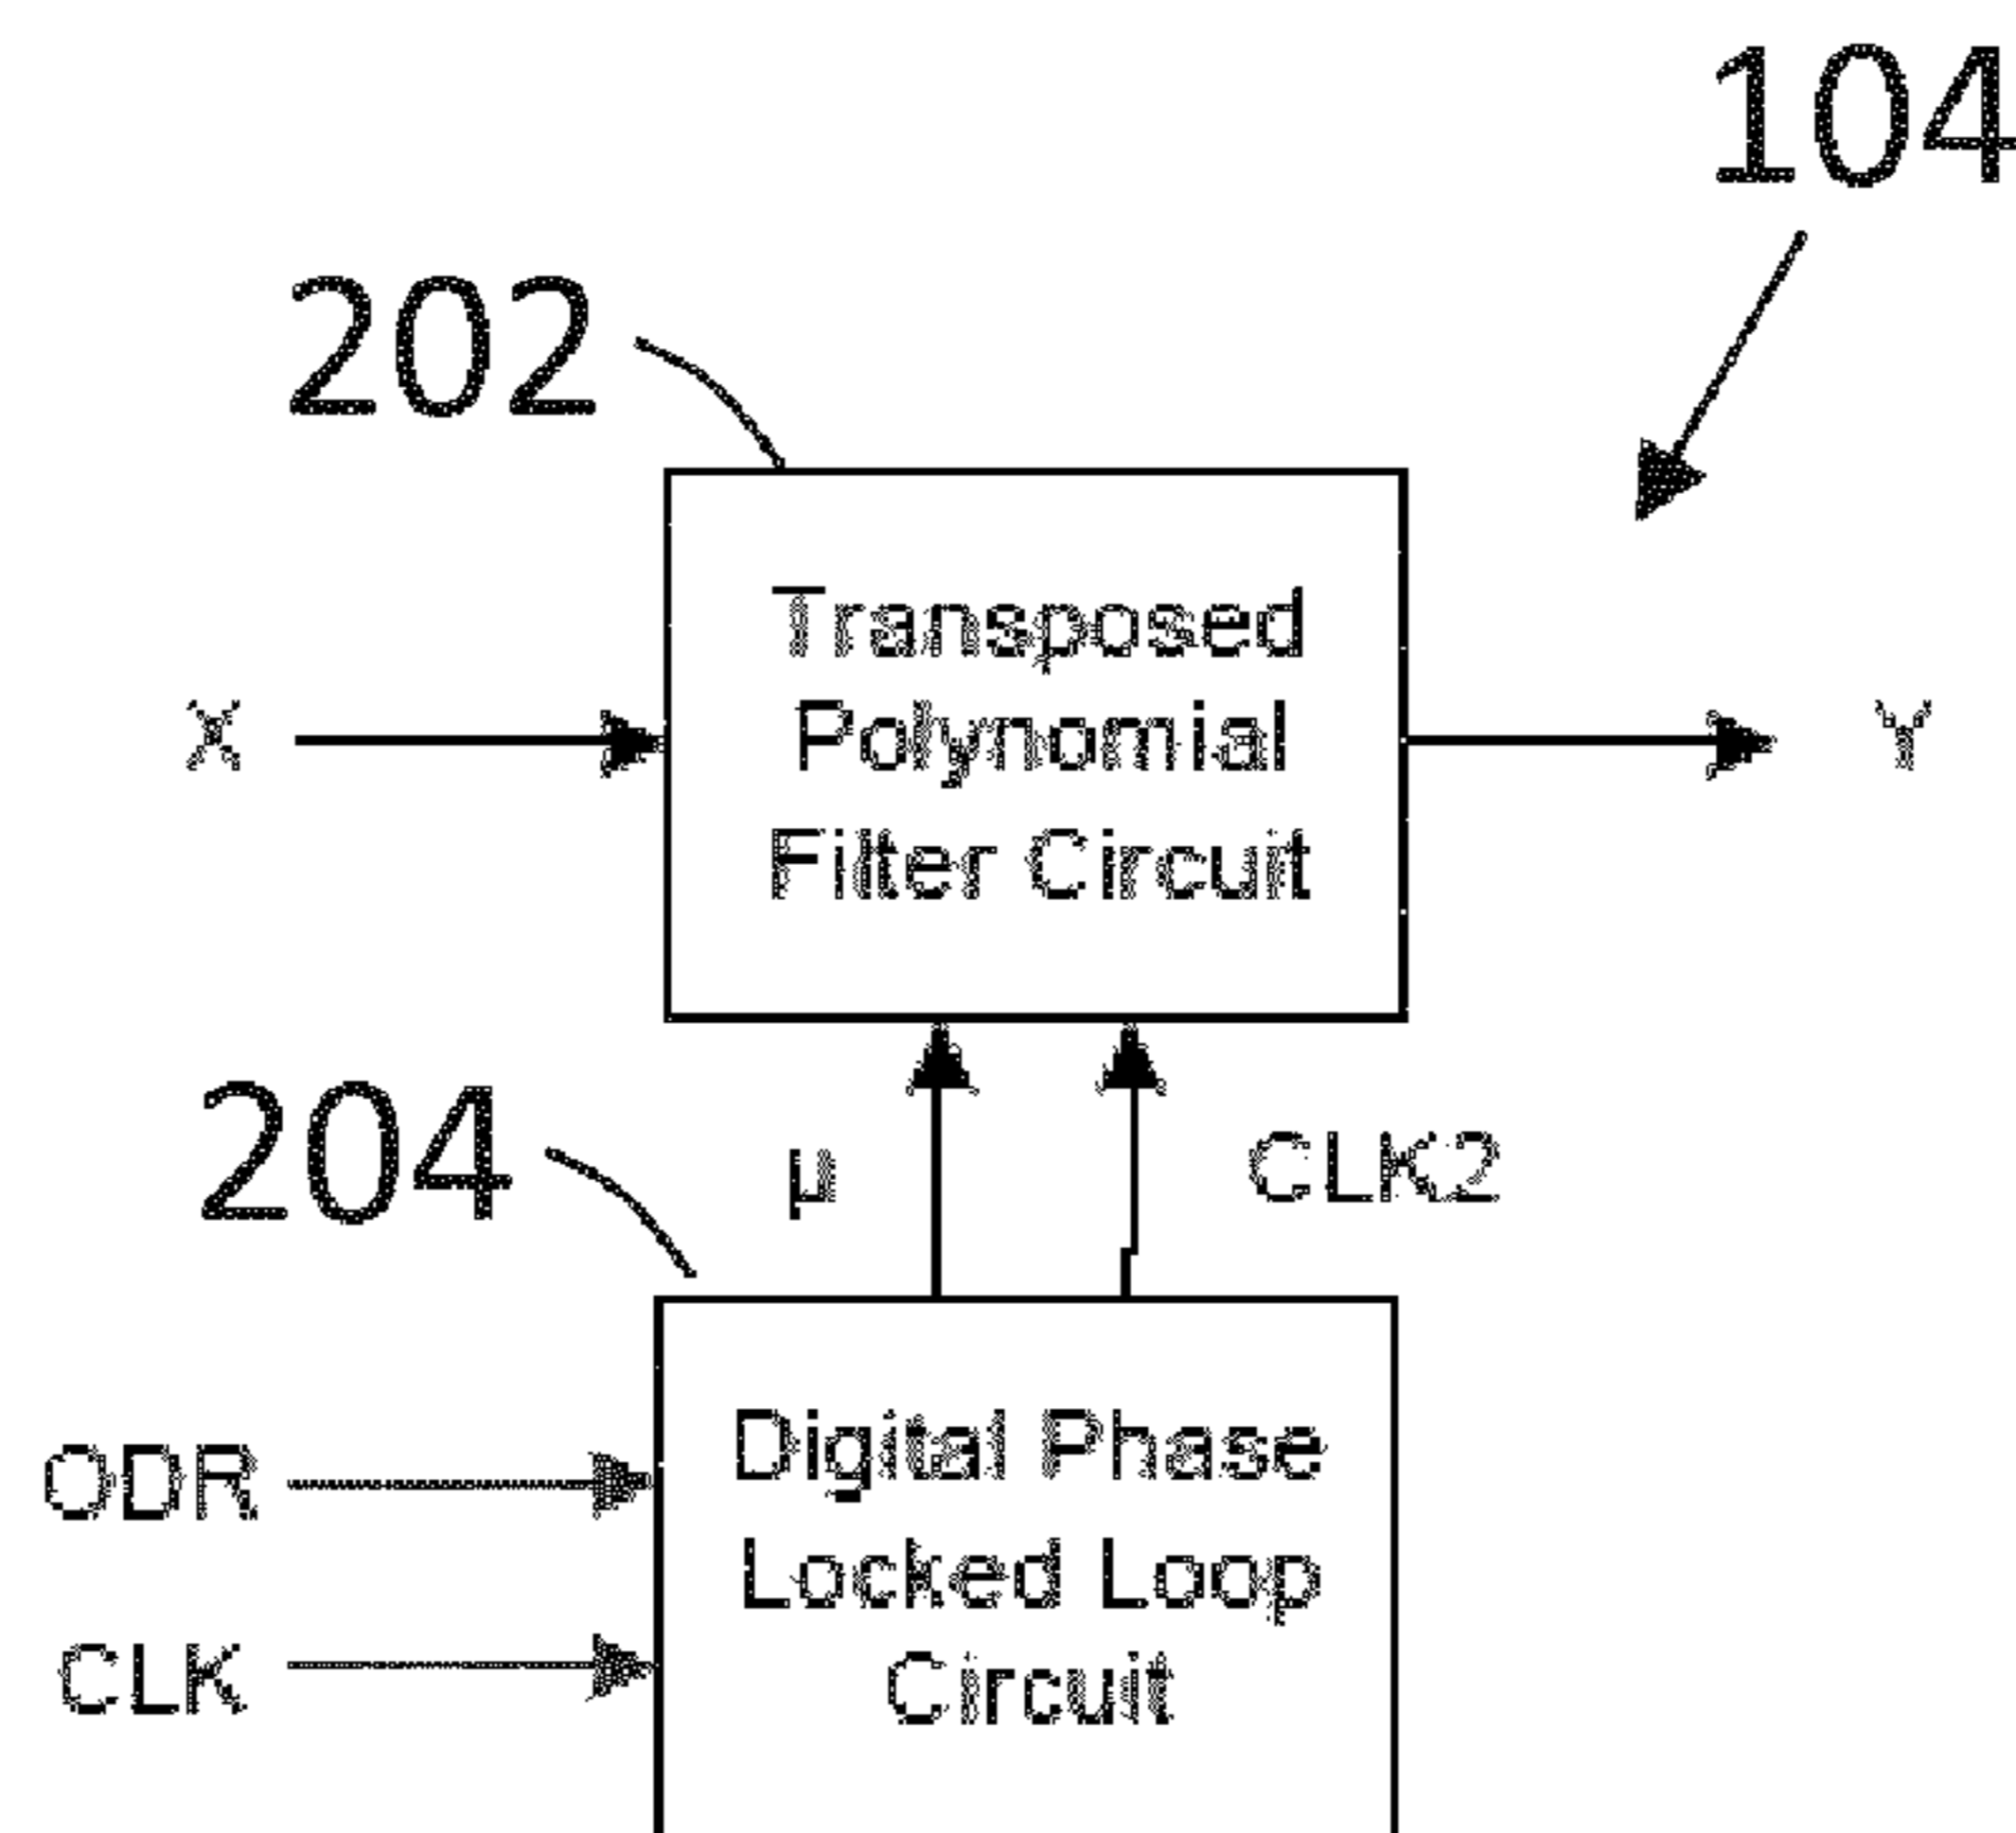 104
202
Transposed
Polynomial
Filter Circuit
X
Y
204
μ
CLK2
Digital Phase
Locked Loop
Circuit
ODR
CLK